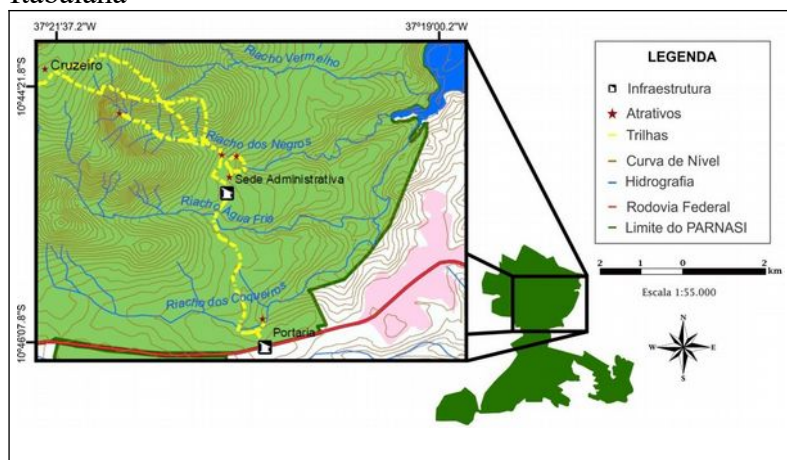 Itabaiana
37°21'37.2"W
37°19'00.2"W
10°44'21.8"S
10°46'07.8"S
Cruzeiro
Riacho Vermelho
Riacho dos Negros
Sede Administrativa
Riacho Água Fria
Riacho dos Coqueiros
Portaria
LEGENDA
Infraestrutura
Atrativos
Trilhas
Curva de Nível
Hidrografia
Rodovia Federal
Limite do PARNASI
2 1 0 2
km
Escala 1:55.000
N
W E
S